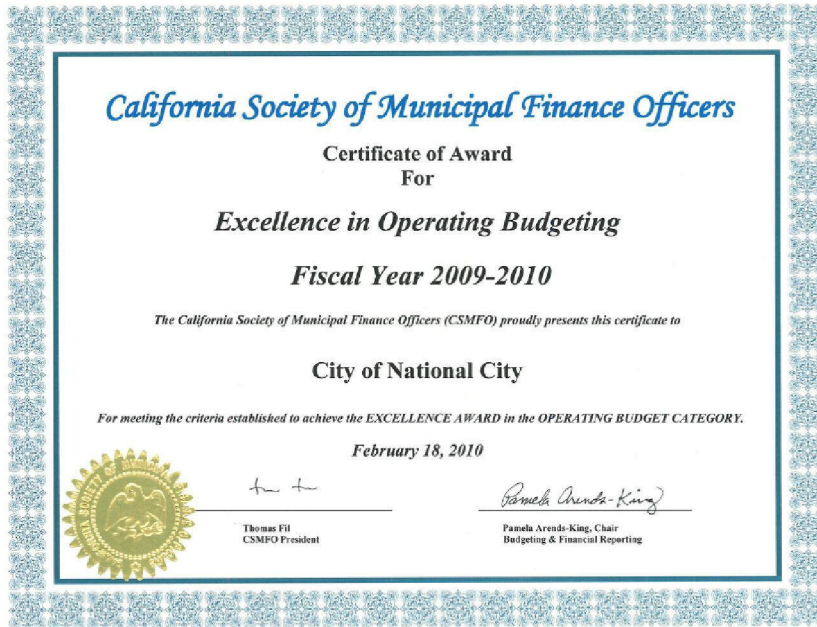 California Society of Municipal Finance Officers
Certificate of Award
For
Excellence in Operating Budgeting
Fiscal Year 2009-2010
The California Society of Municipal Finance Officers (CSMFO) proudly presents this certificate to
City of National City
For meeting the criteria established to achieve the EXCELLENCE AWARD in the OPERATING BUDGET CATEGORY.
February 18, 2010
Pamela Arends-King
Thomas Fil
CSMFO President
Pamela Arends-King, Chair
Budgeting & Financial Reporting
SOCIETY OF MUNICIPAL